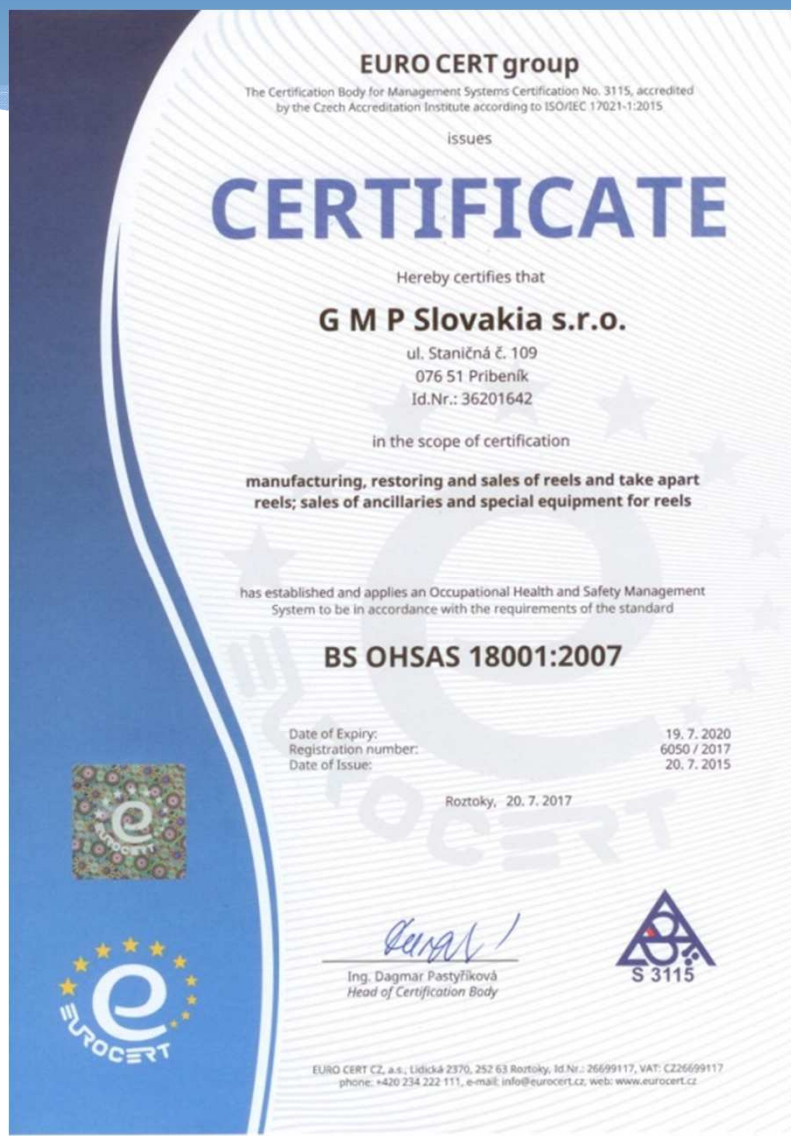 EURO CERT group
The Certification Body for Management Systems Certification No. 3115, accredited
by the Czech Accreditation Institute according to ISO/IEC 17021-1:2015
issues
CERTIFICATE
Hereby certifies that
G M P Slovakia s.r.o.
ul. Staničná č. 109
076 51 Pribeník
Id.Nr.: 36201642
in the scope of certification
manufacturing, restoring and sales of reels and take apart
reels; sales of ancillaries and special equipment for reels
has established and applies an Occupational Health and Safety Management
System to be in accordance with the requirements of the standard
BS OHSAS 18001:2007
Date of Expiry: 19. 7. 2020
Registration number: 6050 / 2017
Date of Issue: 20. 7. 2015
Roztoky, 20. 7. 2017
e
EUROCERT
Ing. Dagmar Pastyříková
Head of Certification Body
S 3115
e
EUROCERT
e
EUROCERT
EURO CERT CZ, a.s., Lidická 2370, 252 63 Roztoky, Id.Nr.: 26699117, VAT: CZ26699117
phone: +420 234 222 111, e-mail: info@eurocert.cz, web: www.eurocert.cz